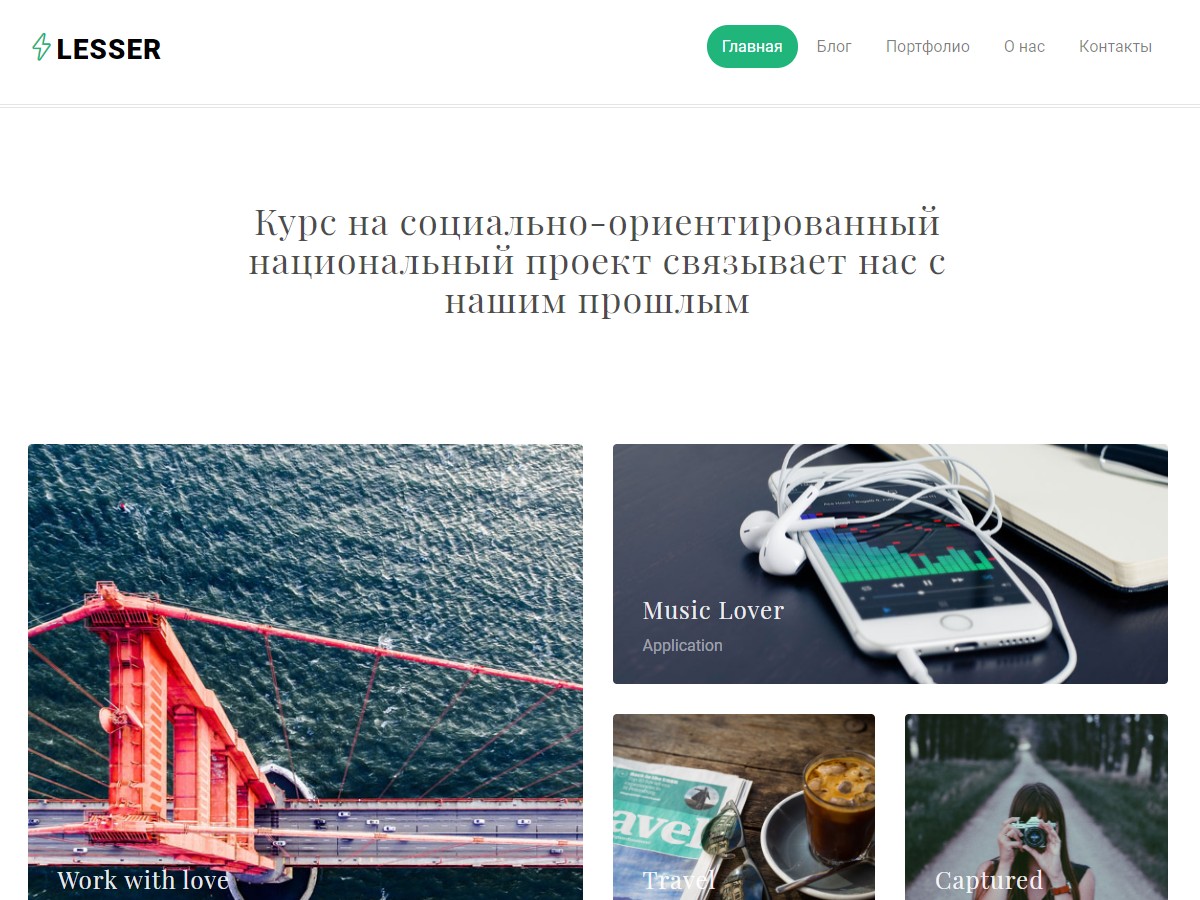 LESSER
Главная
Блог
Портфолио
О нас
Контакты
Курс на социально-ориентированный
национальный проект связывает нас с
нашим прошлым
Music Lover
Application
avel
Work with love
Travel
Captured